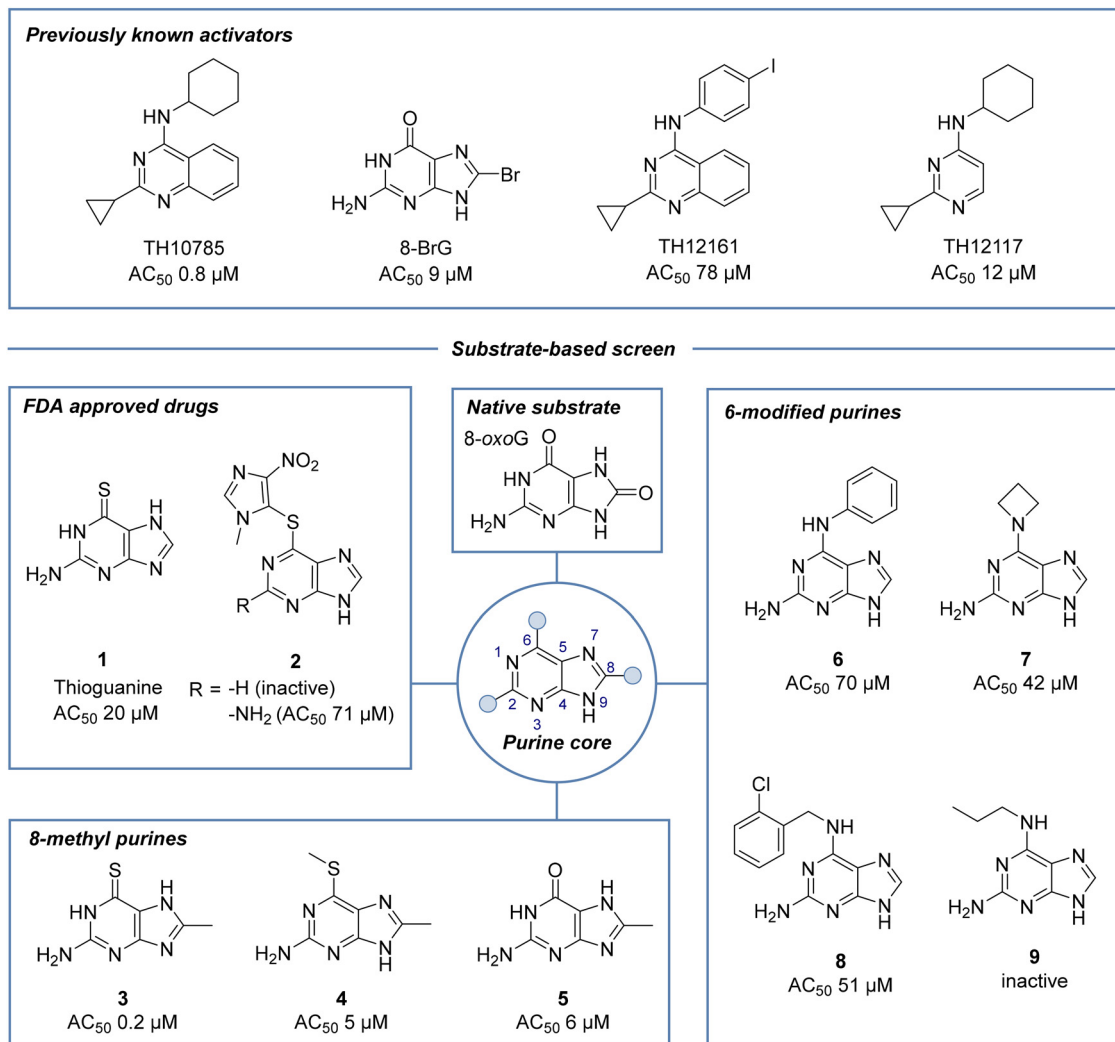 Previously known activators
HN
N
N
TH10785
AC50 0.8 µM
O
HN
N
Br
H2N
N
N
H
8-BrG
AC50 9 µM
I
HN
N
N
TH12161
AC50 78 µM
HN
N
N
TH12117
AC50 12 µM
Substrate-based screen
FDA approved drugs
S
H
N
HN
H2N
N
N
1
Thioguanine
AC50 20 µM
NO2
N
N
S
N
N
R
N
N
H
2
R = -H (inactive)
-NH2 (AC50 71 µM)
Native substrate
8-oxoG
O
H
N
HN
O
H2N
N
N
H
6
5
7
N
1
N
8
2
N
3
4
N
9
H
Purine core
6-modified purines
HN
N
N
H2N
N
N
H
6
AC50 70 µM
N
N
N
H2N
N
N
H
7
AC50 42 µM
Cl
NH
N
N
H2N
N
N
H
8
AC50 51 µM
NH
N
N
H2N
N
N
H
9
inactive
8-methyl purines
S
H
N
HN
H2N
N
N
3
AC50 0.2 µM
S
N
N
H2N
N
N
H
4
AC50 5 µM
O
H
N
HN
H2N
N
N
5
AC50 6 µM